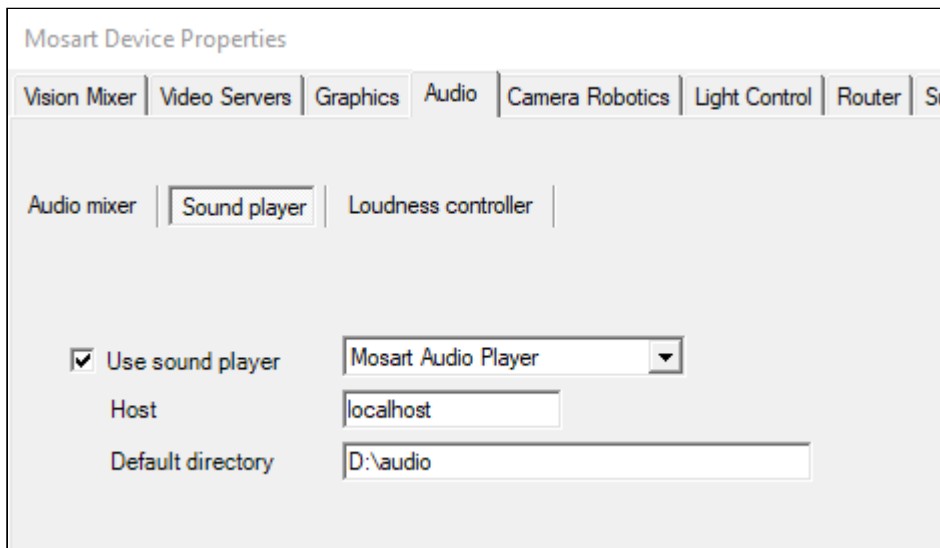 Mosart Device Properties
Vision Mixer Video Servers Graphics Audio Camera Robotics Light Control Router
Audio mixer Sound player Loudness controller
Use sound player Mosart Audio Player
Host localhost
Default directory D:\audio